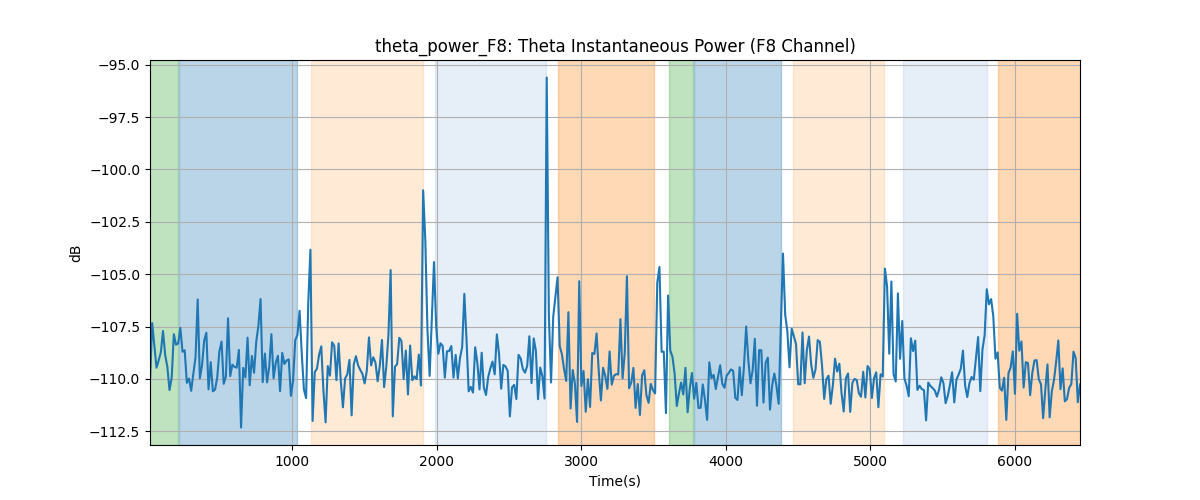 theta_power_F8: Theta Instantaneous Power (F8 Channel)
dB
−95.0
−97.5
−100.0
−102.5
−105.0
−107.5
−110.0
−112.5
1000 2000 3000 4000 5000 6000
Time(s)